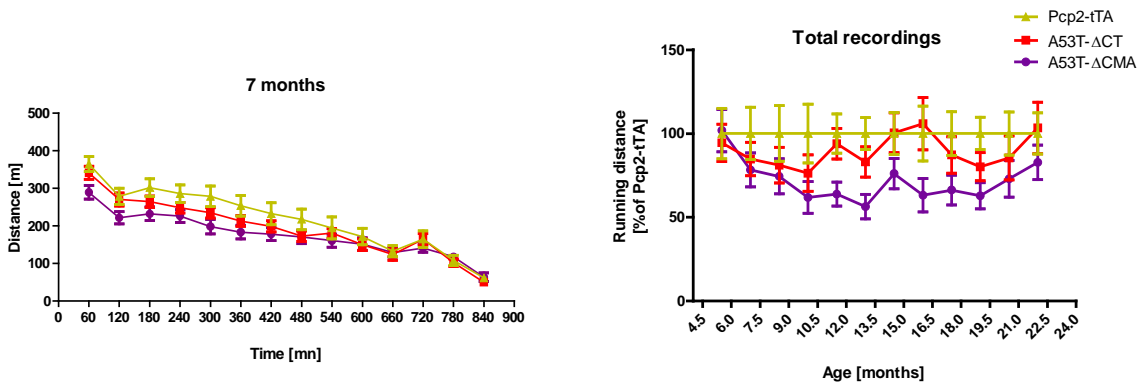 7 months
Distance [m]
500
400
300
200
100
0
0 60 120 180 240 300 360 420 480 540 600 660 720 780 840 900
Time [mn]
Total recordings
Pcp2-tTA
A53T-ΔCT
A53T-ΔCMA
Running distance
[% of Pcp2-tTA]
150
100
50
0
4.5 6.0 7.5 9.0 10.5 12.0 13.5 15.0 16.5 18.0 19.5 21.0 22.5 24.0
Age [months]